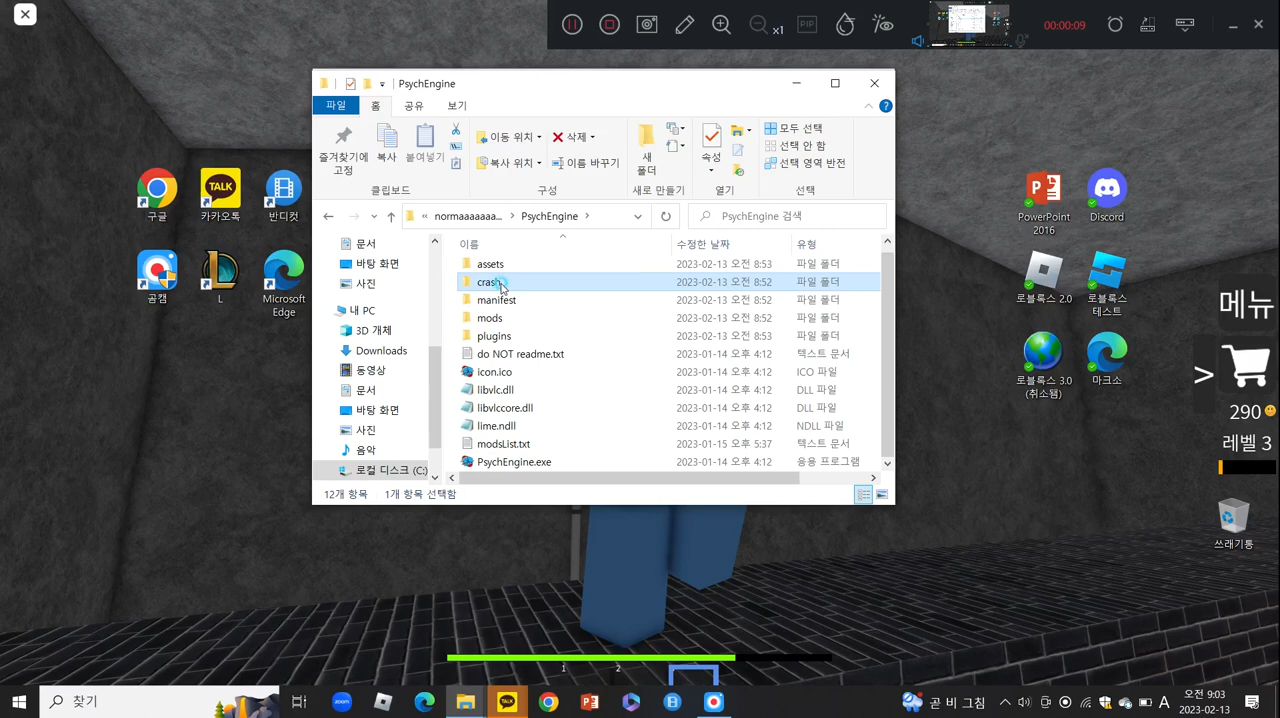 x1
PIP
00:00:09
PsychEngine
파일
홈
공유
보기
즐겨찾기에
고정
복사
붙여넣기
이동 위치
삭제
복사 위치
이름 바꾸기
새
폴더
속성
모두 선택
선택 안 함
선택 영역 반전
클립보드
구성
새로 만들기
열기
선택
normaaaaaaa...
PsychEngine
PsychEngine 검색
이름
수정한 날짜
유형
문서
바탕 화면
사진
내 PC
3D 개체
Downloads
동영상
문서
바탕 화면
사진
음악
로컬 디스크 (C:)
assets 2023-02-13 오전 8:53 파일 폴더
crash 2023-02-13 오전 8:52 파일 폴더
manifest 2023-02-13 오전 8:52 파일 폴더
mods 2023-02-13 오전 8:52 파일 폴더
plugins 2023-02-13 오전 8:53 파일 폴더
do NOT readme.txt 2023-01-14 오후 4:12 텍스트 문서
icon.ico 2023-01-14 오후 4:12 ICO 파일
libvlc.dll 2023-01-14 오후 4:12 DLL 파일
libvlccore.dll 2023-01-14 오후 4:12 DLL 파일
lime.ndll 2023-01-14 오후 4:12 NDLL 파일
modsList.txt 2023-01-15 오후 5:37 텍스트 문서
PsychEngine.exe 2023-01-14 오후 4:12 응용 프로그램
12개 항목
1개 항목 선택함
구글
TALK
카카오톡
반디컷
곰캠
L
Microsoft
Edge
PowerPoint
2016
Discord
로블록스 2.0
로블록스
테스트
로블록스 3.0
(취소됌)
마크소
메뉴
>
290
레벨 3
쓰레기통
1
2
찾기
zoom
TALK
곧 비 그침
A
오전 9:03
2023-02-13